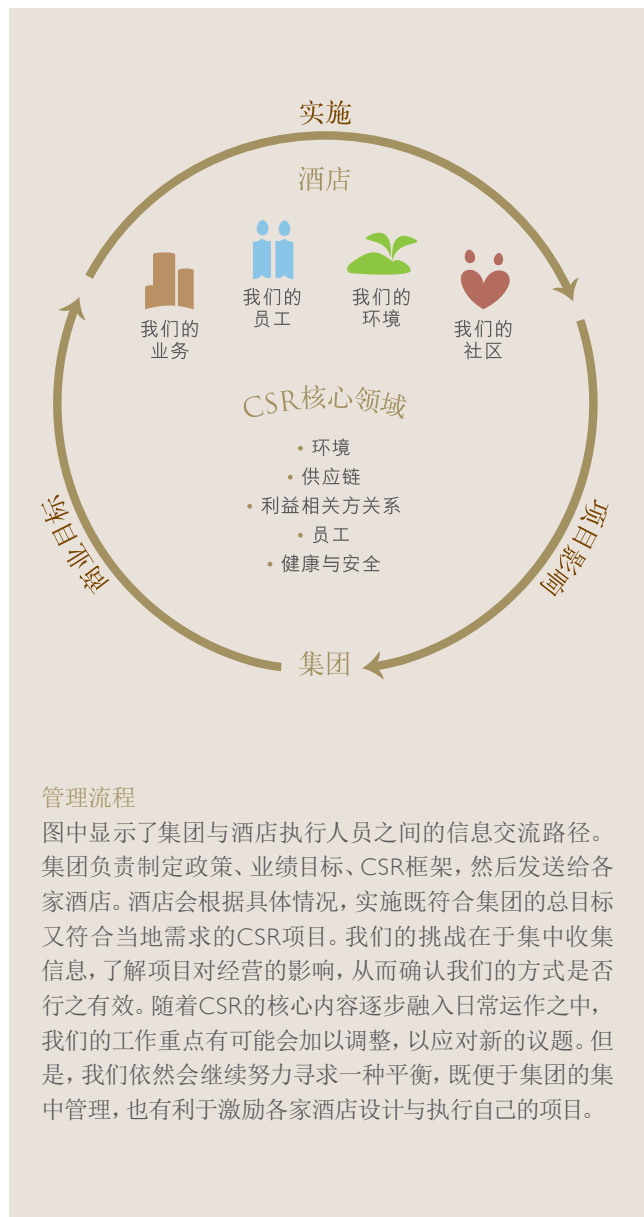 实施
酒店
我们的
业务
我们的
员工
我们的
环境
我们的
社区
CSR核心领域
• 环境
• 供应链
• 利益相关方关系
• 员工
• 健康与安全
商业目标
项目影响
集团
管理流程
图中显示了集团与酒店执行人员之间的信息交流路径。
集团负责制定政策、业绩目标、CSR框架，然后发送给各
家酒店。酒店会根据具体情况，实施既符合集团的总目标
又符合当地需求的CSR项目。我们的挑战在于集中收集
信息，了解项目对经营的影响，从而确认我们的方式是否
行之有效。随着CSR的核心内容逐步融入日常运作之中，
我们的工作重点有可能会加以调整，以应对新的议题。但
是，我们依然会继续努力寻求一种平衡，既便于集团的集
中管理，也有利于激励各家酒店设计与执行自己的项目。